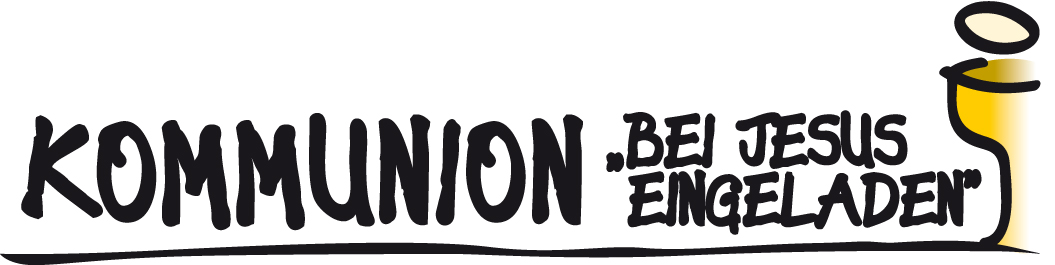 KOMMUNION
„BEI JESUS
EINGELADEN"